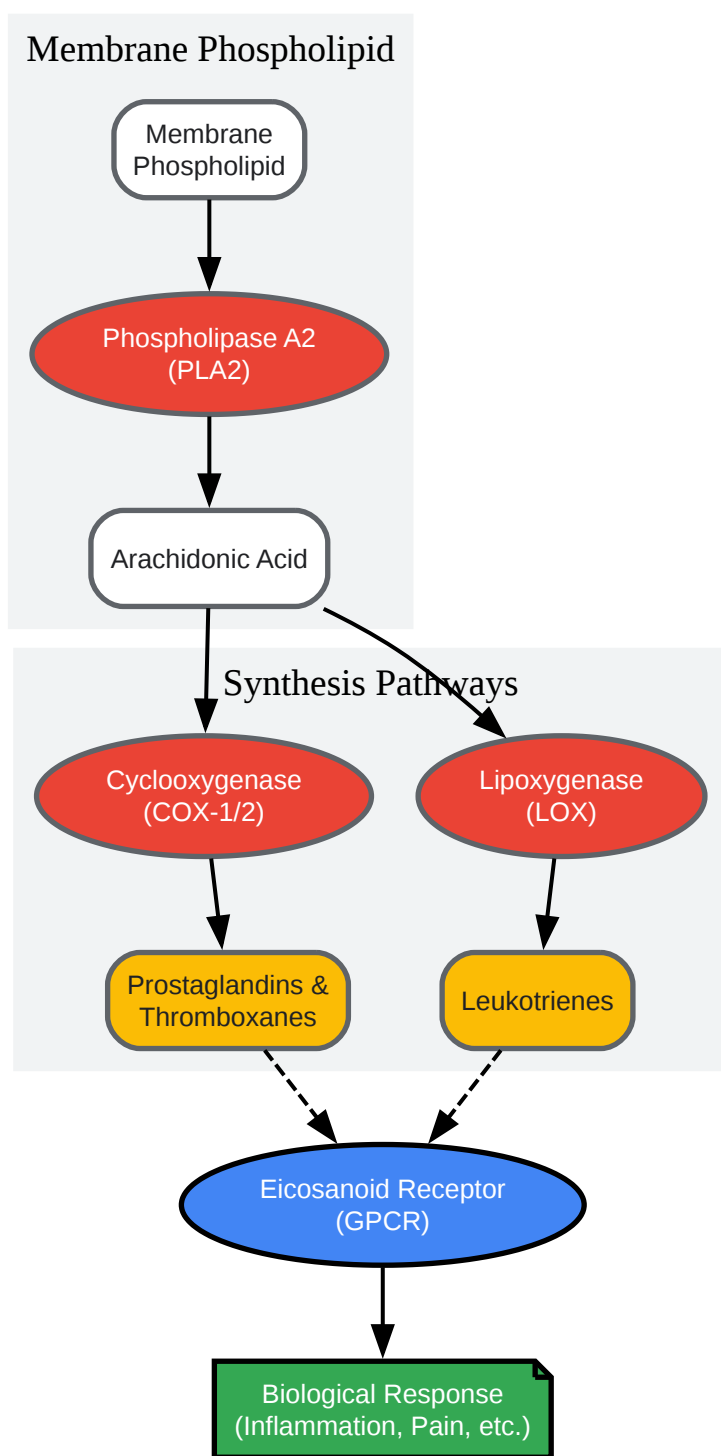 Membrane Phospholipid
Membrane
Phospholipid
Phospholipase A2
(PLA2)
Arachidonic Acid
Synthesis Pathways
Cyclooxygenase
(COX-1/2)
Lipoxygenase
(LOX)
Prostaglandins &
Thromboxanes
Leukotrienes
Eicosanoid Receptor
(GPCR)
Biological Response
(Inflammation, Pain, etc.)